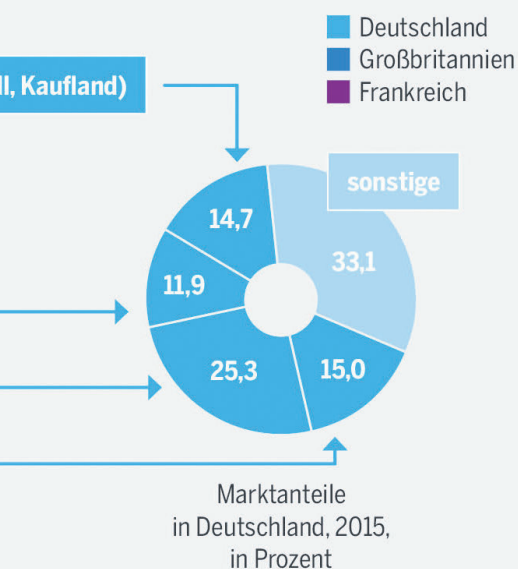 Deutschland
Großbritannien
Frankreich
Kaufland)
sonstige
14,7
33,1
11,9
25,3
15,0
Marktanteile
in Deutschland, 2015,
in Prozent